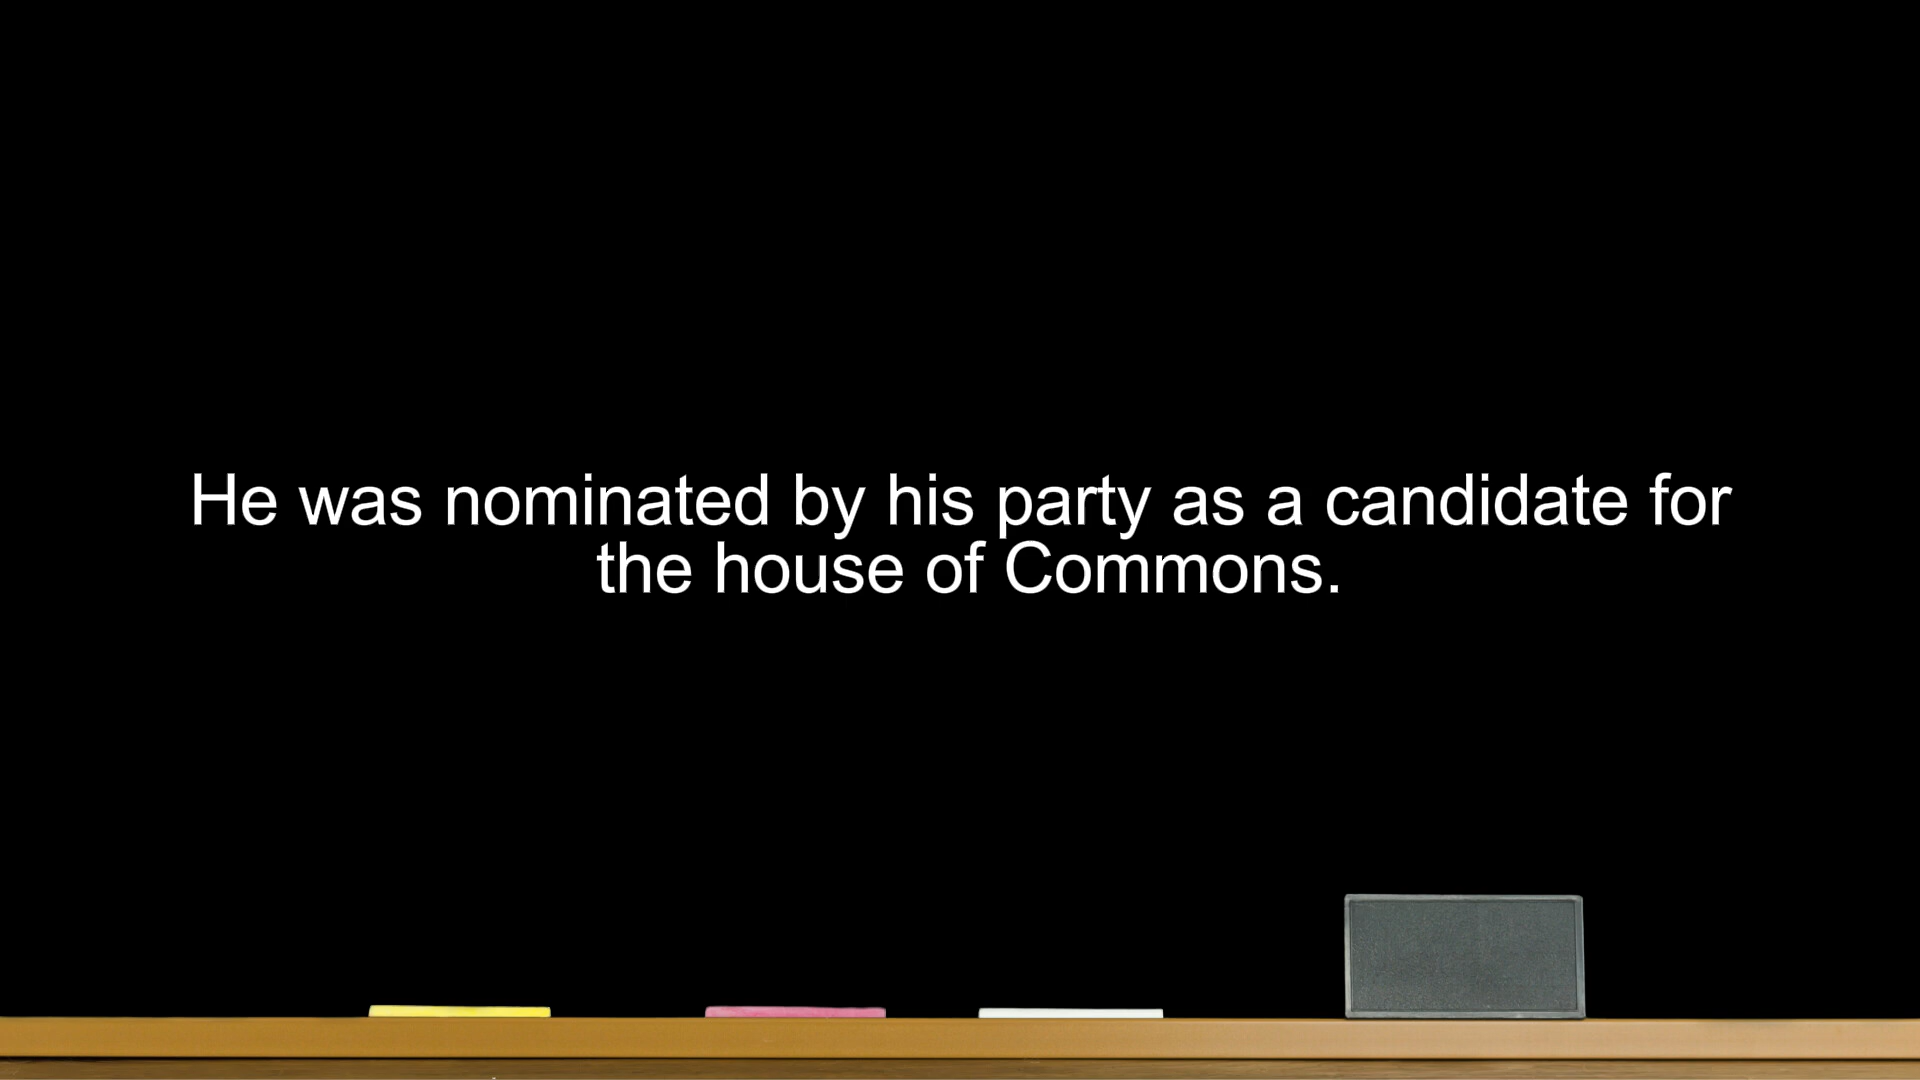 He was nominated by his party as a candidate for
the house of Commons.